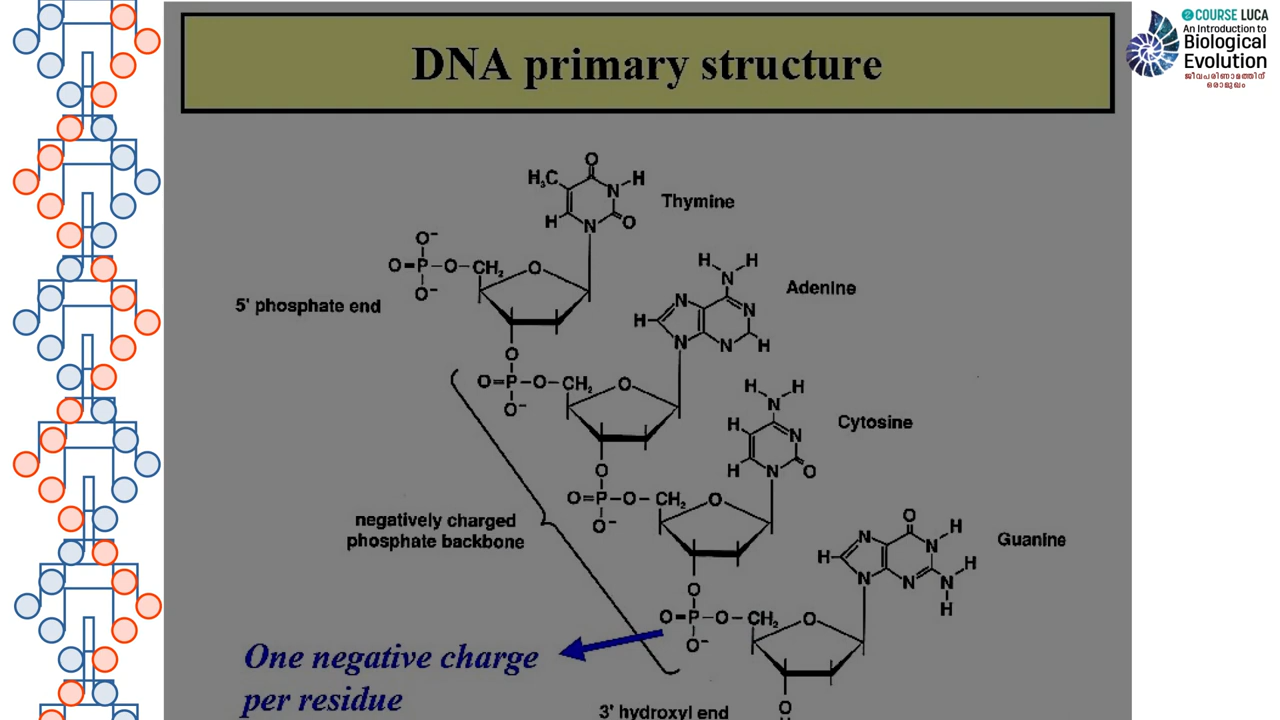 DNA primary structure
COURSE LUCA
An Introduction to
Biological
Evolution
ജീവപരിണാമത്തിന്
ഒരാമുഖം
O
H₃C
N
H
Thymine
H
N
O
O⁻
O=P–O–CH₂
O
O⁻
5' phosphate end
H
H
N
Adenine
N
N
H
N
N
H
O
O=P–O–CH₂
O
O⁻
H
H
N
Cytosine
H
N
H
N
O
O
O=P–O–CH₂
O
O⁻
negatively charged
phosphate backbone
O
H
N
Guanine
N
H
H
N
N
N
H
O
O=P–O–CH₂
O
O⁻
One negative charge
per residue
3' hydroxyl end
O